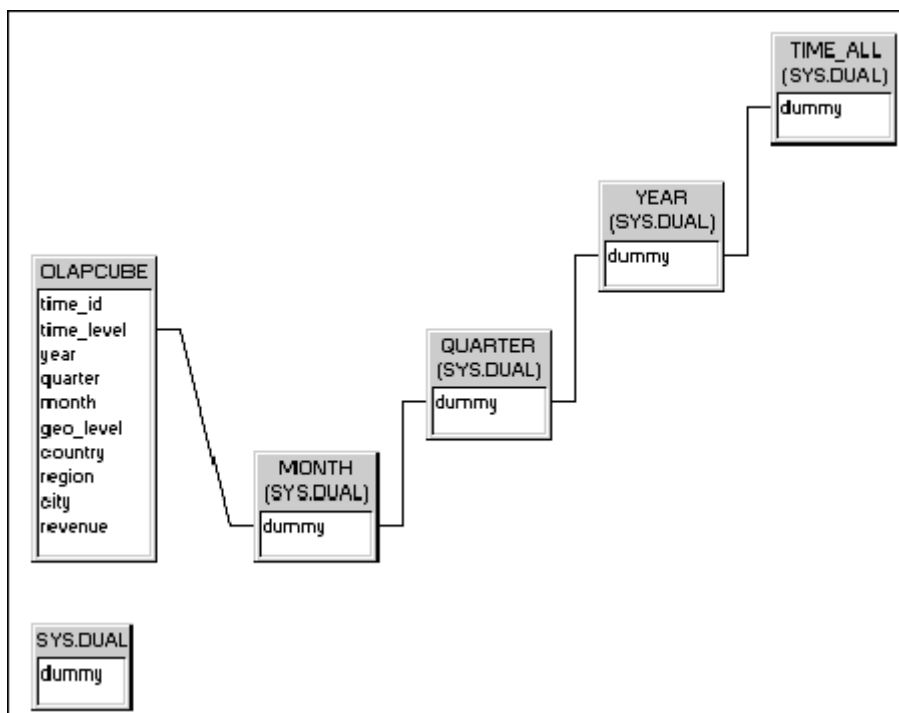 TIME_ALL
(SYS.DUAL)
dummy
YEAR
(SYS.DUAL)
dummy
OLAPCUBE
time_id
time_level
year
quarter
month
geo_level
country
region
city
revenue
QUARTER
(SYS.DUAL)
dummy
MONTH
(SYS.DUAL)
dummy
SYS.DUAL
dummy